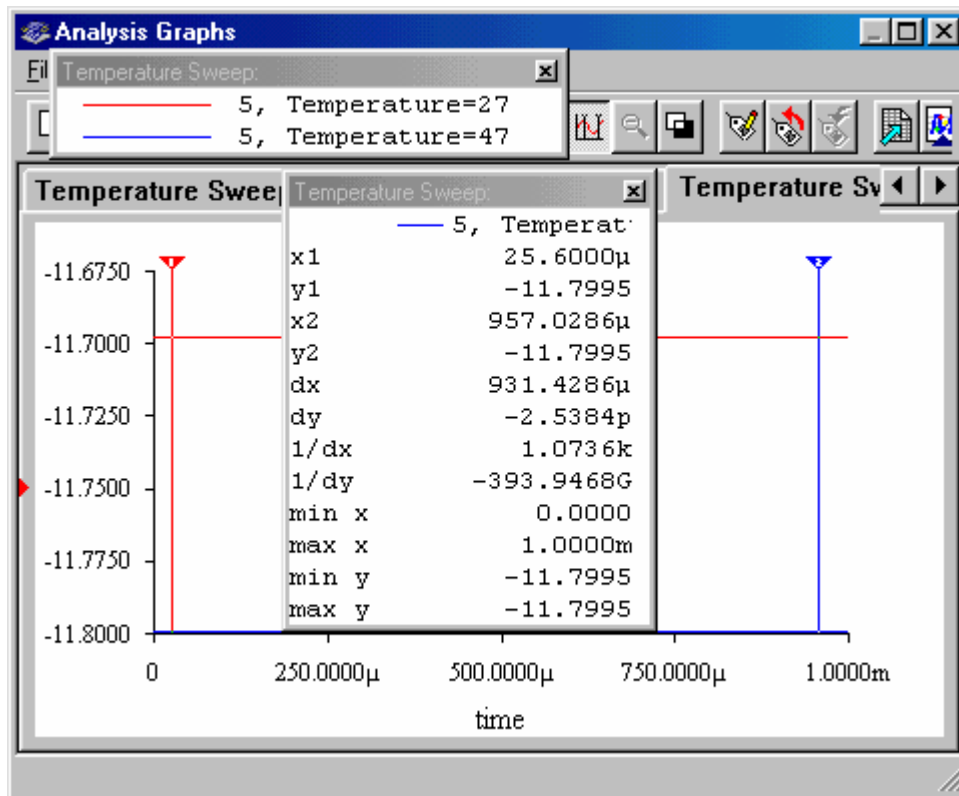 Analysis Graphs
Fil
Temperature Sweep:
5, Temperature=27
5, Temperature=47
Temperature Sweep
Temperature Sweep:
Temperature Sv
5, Temperat
x1 25.6000µ
y1 -11.7995
x2 957.0286µ
y2 -11.7995
dx 931.4286µ
dy -2.5384p
1/dx 1.0736k
1/dy -393.9468G
min x 0.0000
max x 1.0000m
min y -11.7995
max y -11.7995
1
2
-11.6750
-11.7000
-11.7250
-11.7500
-11.7750
-11.8000
0 250.0000µ 500.0000µ 750.0000µ 1.0000m
time